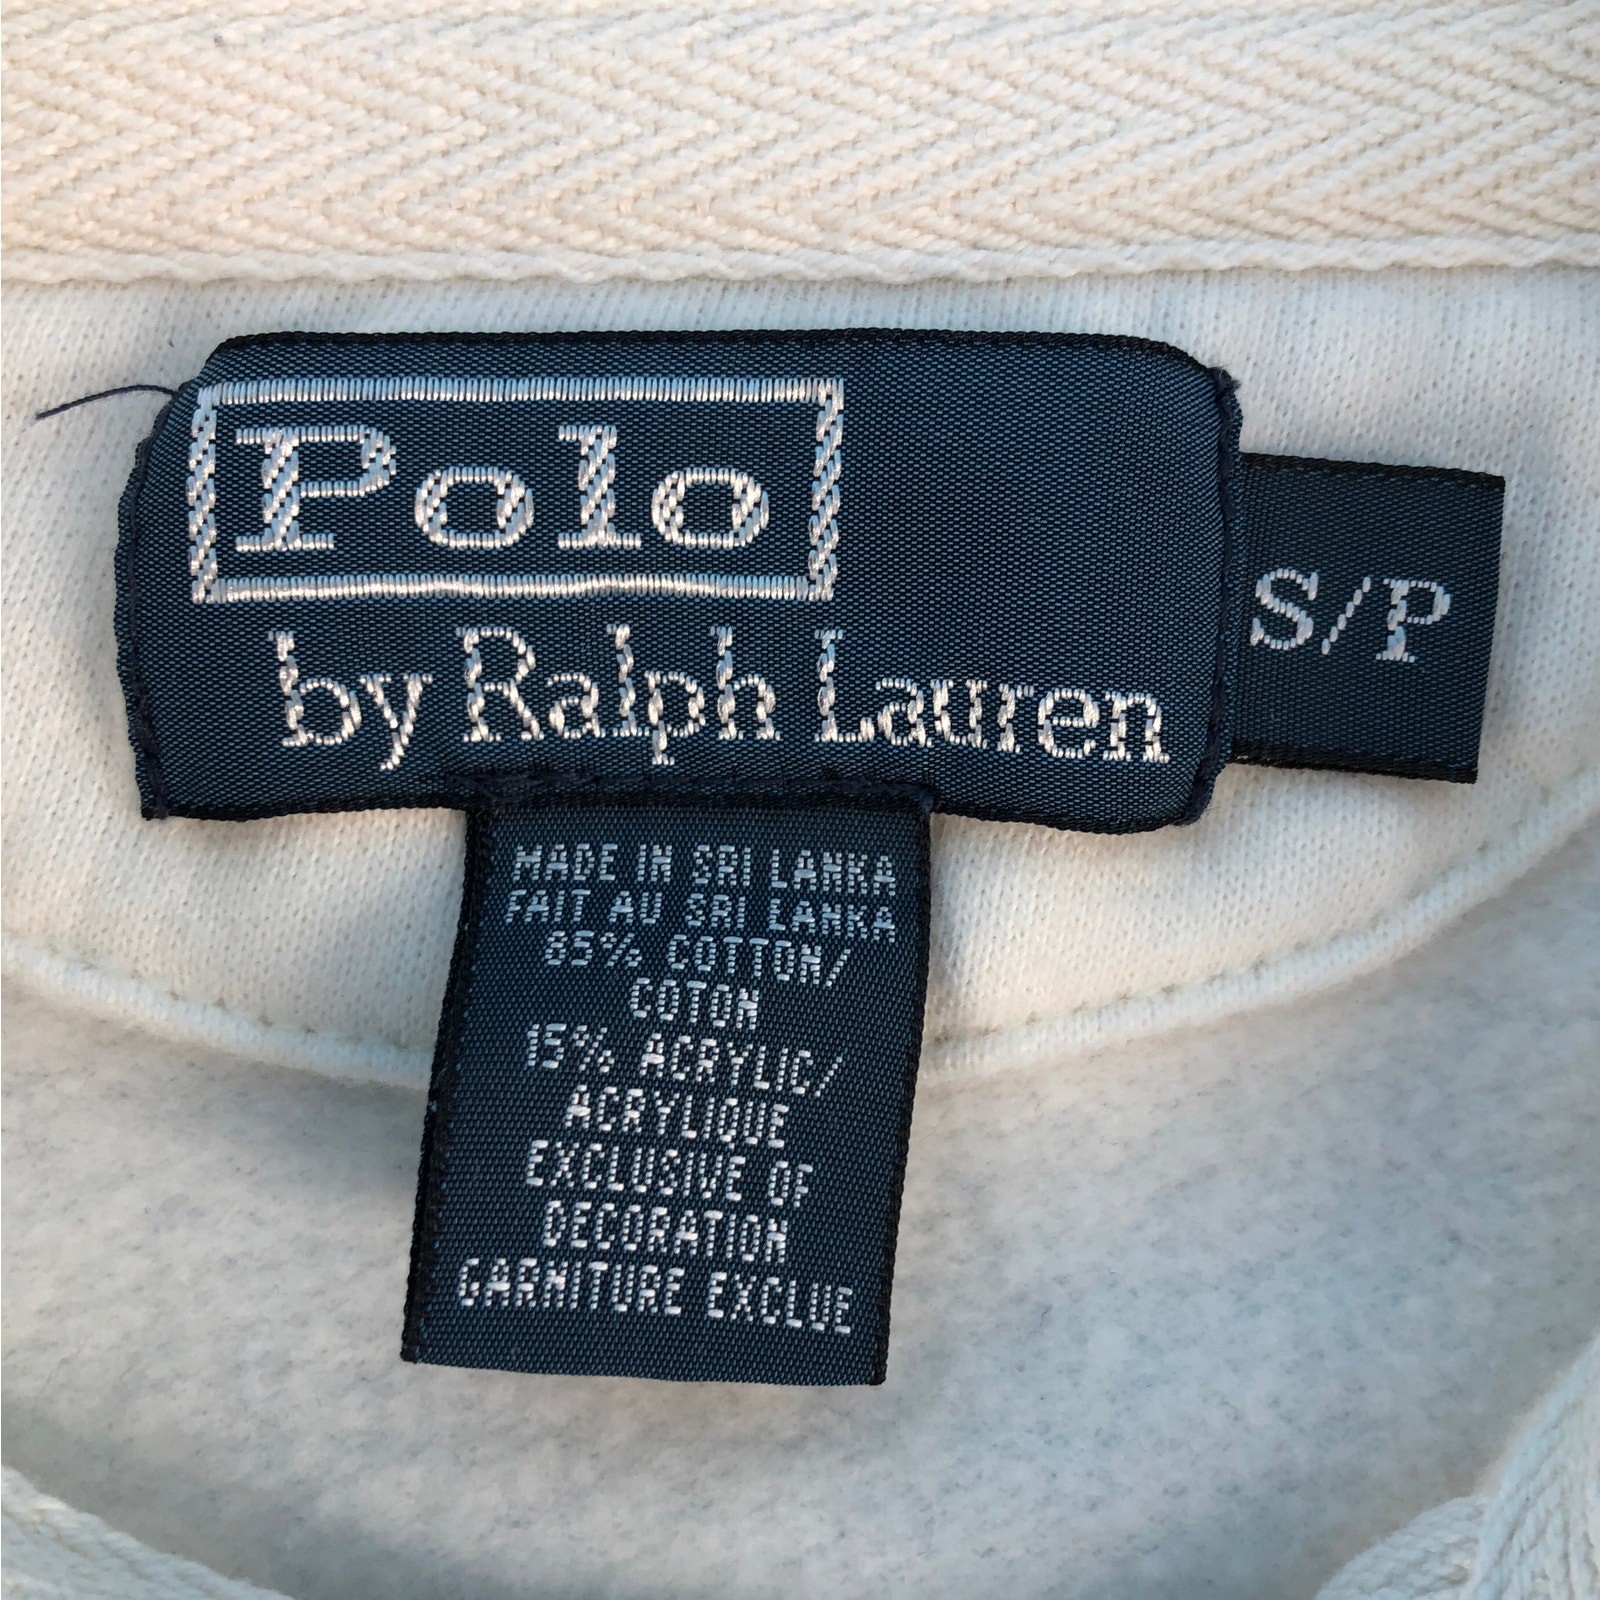 Polo
by Ralph Lauren
S/P
MADE IN SRI LANKA
FAIT AU SRI LANKA
85% COTTON/
COTON
15% ACRYLIC/
ACRYLIQUE
EXCLUSIVE OF
DECORATION
GARNITURE EXCLUE